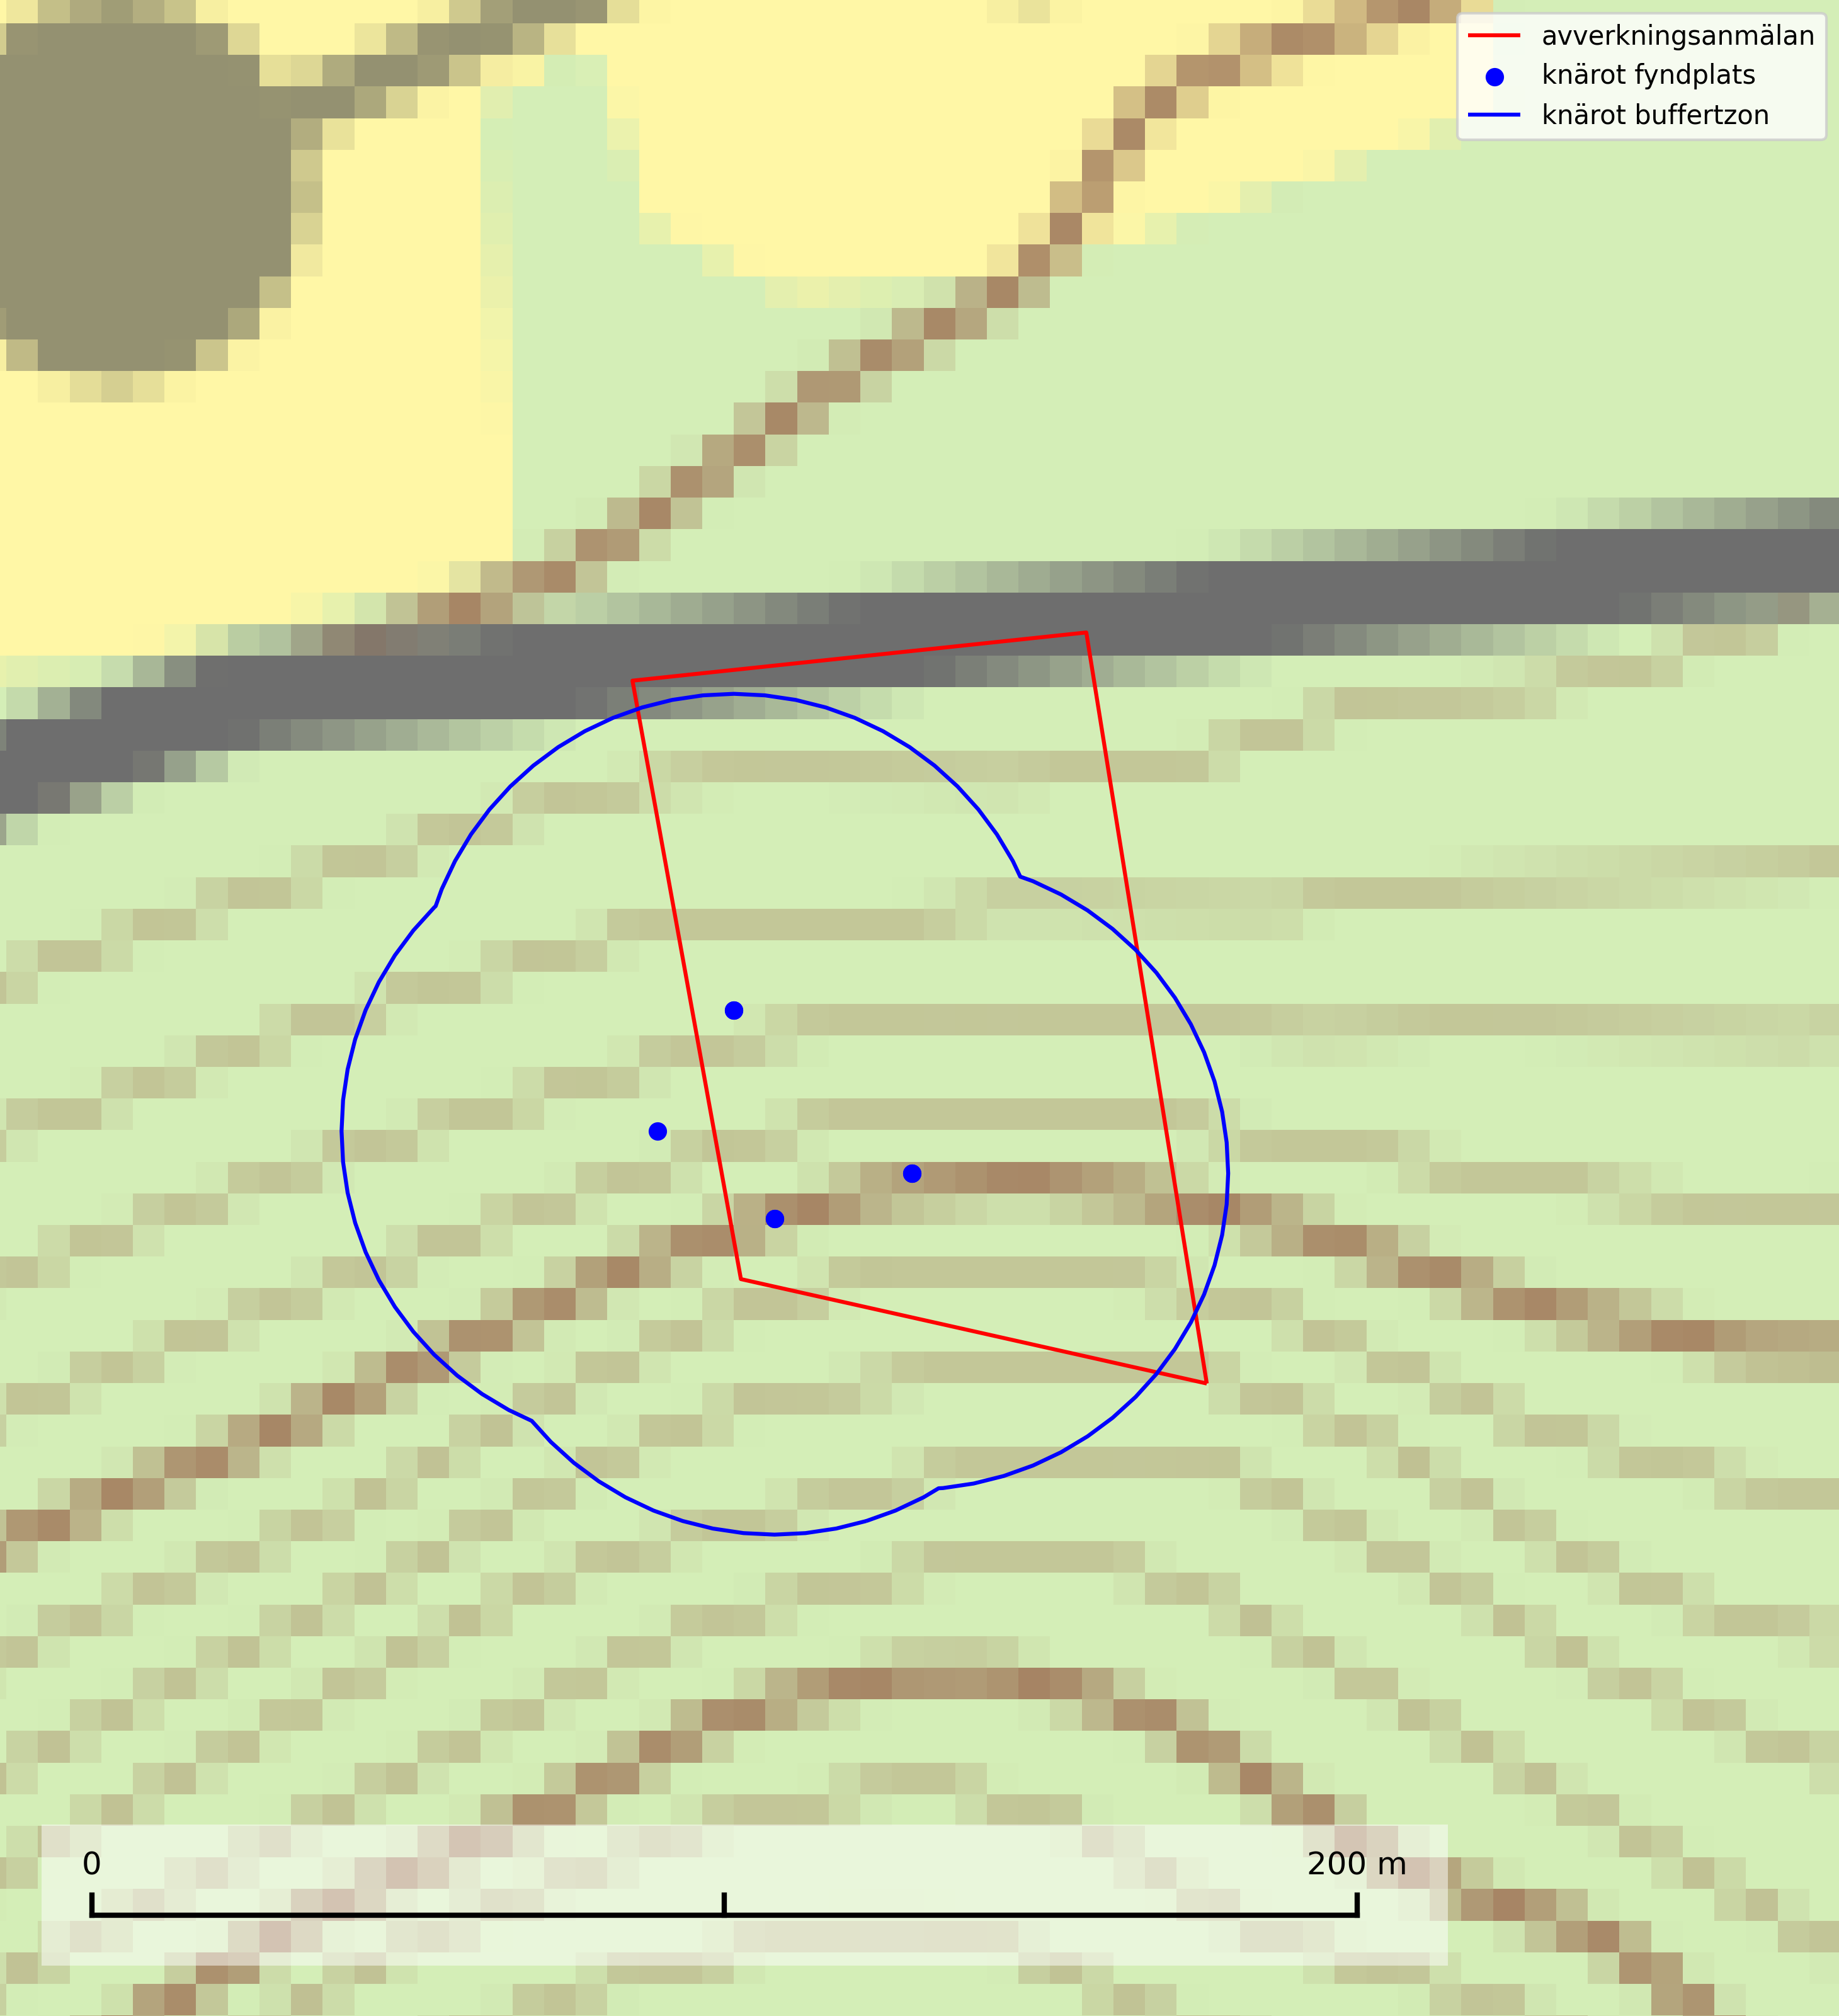 avverkningsanmälan
knärot fyndplats
knärot buffertzon
0 200 m